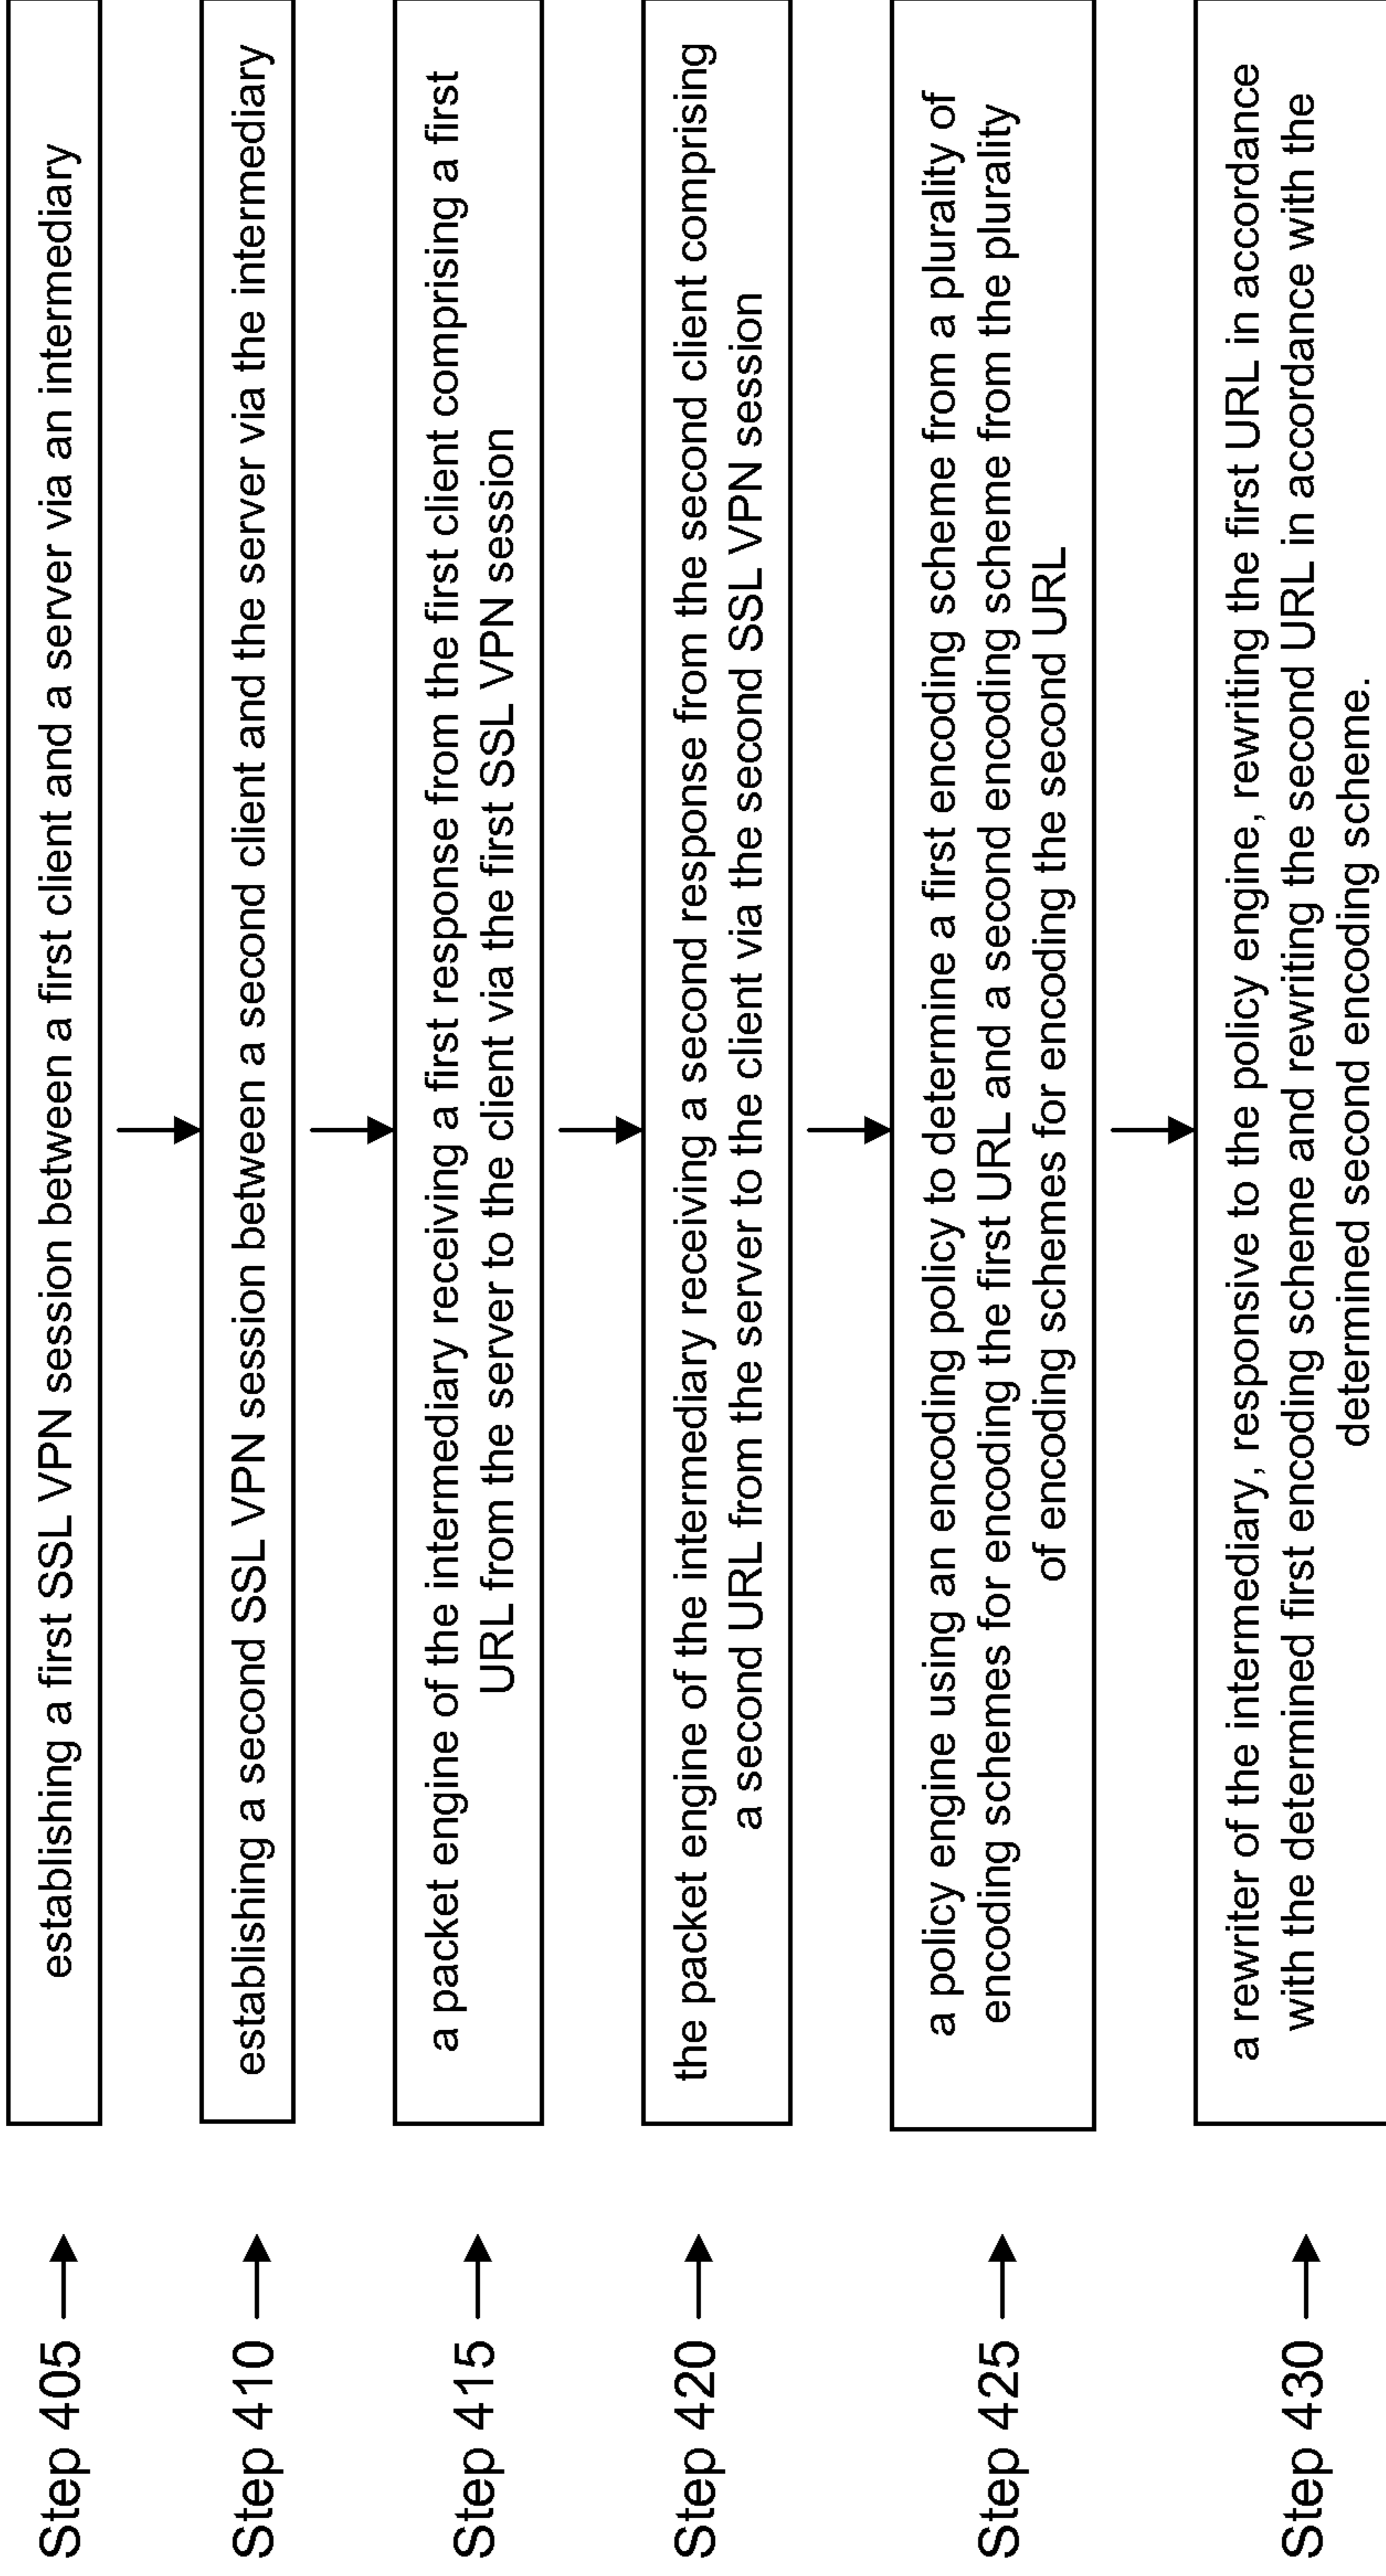 Step 405
establishing a first SSL VPN session between a first client and a server via an intermediary
Step 410
establishing a second SSL VPN session between a second client and the server via the intermediary
Step 415
a packet engine of the intermediary receiving a first response from the first client comprising a first
URL from the server to the client via the first SSL VPN session
Step 420
the packet engine of the intermediary receiving a second response from the second client comprising
a second URL from the server to the client via the second SSL VPN session
Step 425
a policy engine using an encoding policy to determine a first encoding scheme from a plurality of
encoding schemes for encoding the first URL and a second encoding scheme from the plurality
of encoding schemes for encoding the second URL
Step 430
a rewriter of the intermediary, responsive to the policy engine, rewriting the first URL in accordance
with the determined first encoding scheme and rewriting the second URL in accordance with the
determined second encoding scheme.